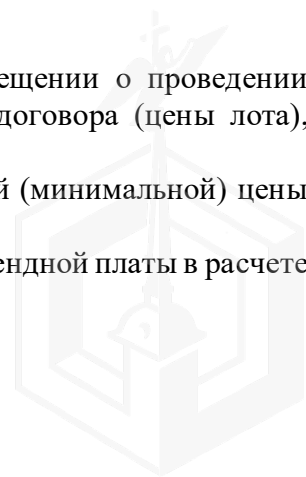 ещении о проведении
договора (цены лота),
й (минимальной) цены
ендной платы в расчете